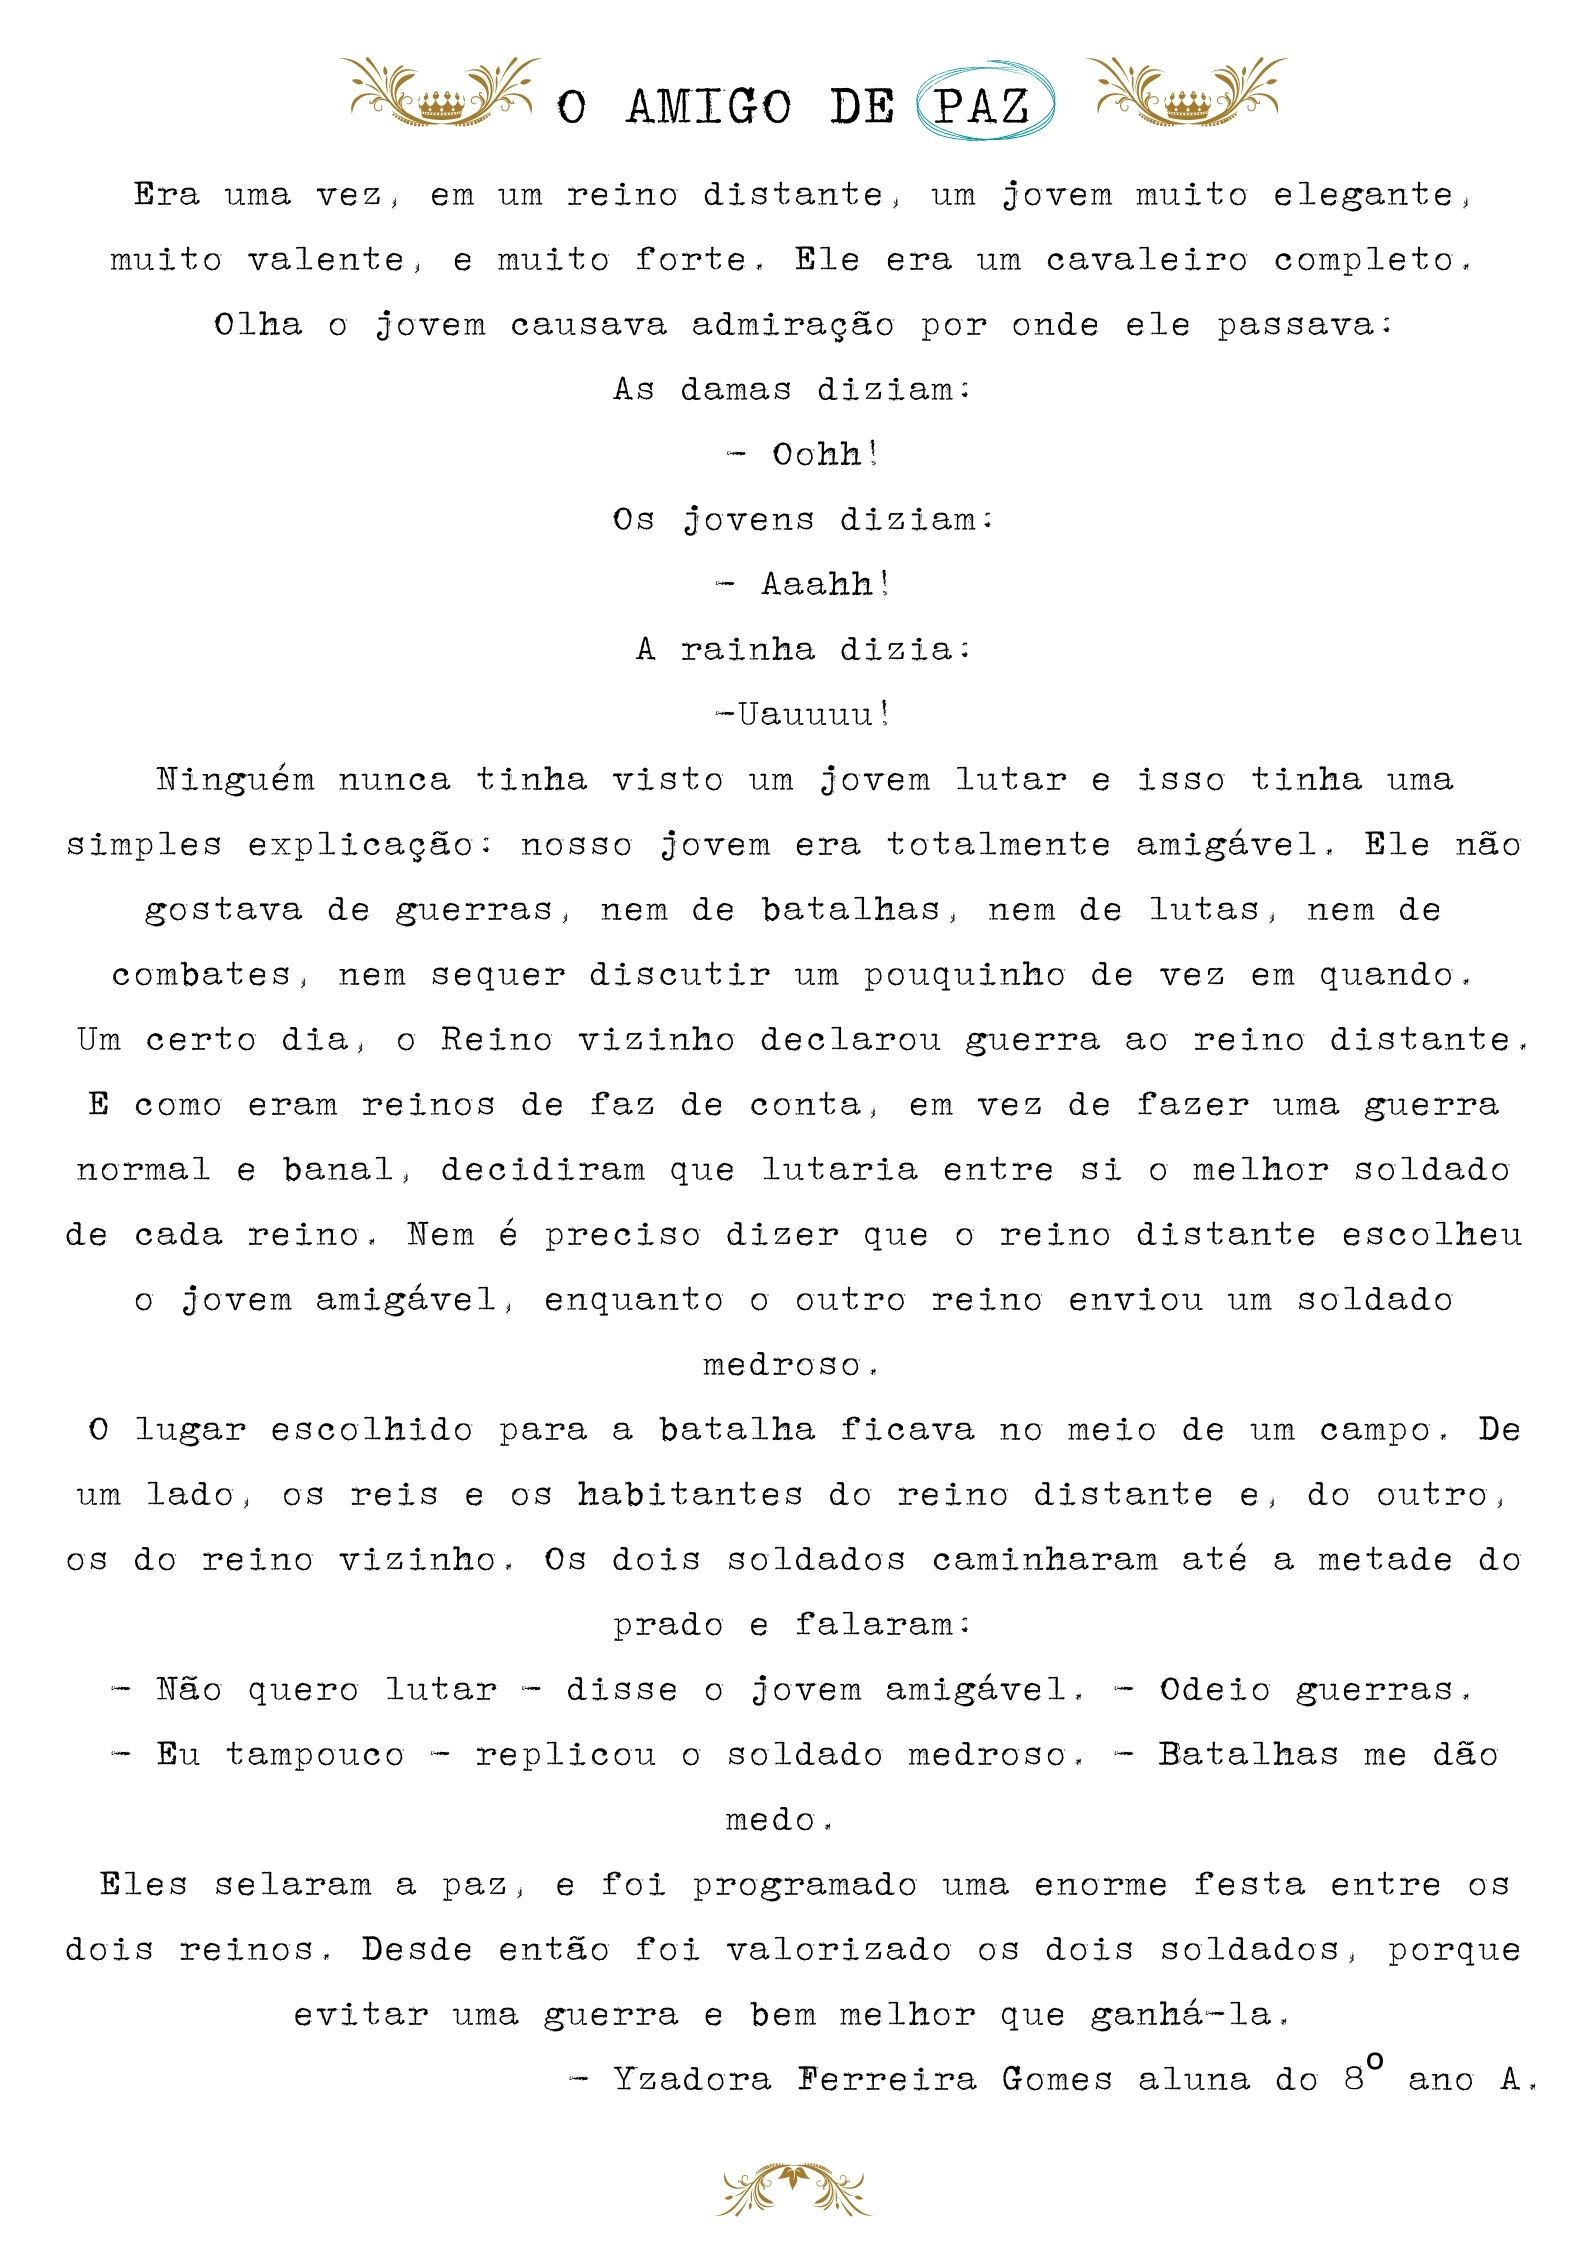 O AMIGO DE PAZ
Era uma vez, em um reino distante, um jovem muito elegante,
muito valente, e muito forte. Ele era um cavaleiro completo.
Olha o jovem causava admiração por onde ele passava:
As damas diziam:
- Oohh!
Os jovens diziam:
- Aaahh!
A rainha dizia:
-Uauuuu!
Ninguém nunca tinha visto um jovem lutar e isso tinha uma
simples explicação: nosso jovem era totalmente amigável. Ele não
gostava de guerras, nem de batalhas, nem de lutas, nem de
combates, nem sequer discutir um pouquinho de vez em quando.
Um certo dia, o Reino vizinho declarou guerra ao reino distante.
E como eram reinos de faz de conta, em vez de fazer uma guerra
normal e banal, decidiram que lutaria entre si o melhor soldado
de cada reino. Nem é preciso dizer que o reino distante escolheu
o jovem amigável, enquanto o outro reino enviou um soldado
medroso.
O lugar escolhido para a batalha ficava no meio de um campo. De
um lado, os reis e os habitantes do reino distante e, do outro,
os do reino vizinho. Os dois soldados caminharam até a metade do
prado e falaram:
- Não quero lutar - disse o jovem amigável. - Odeio guerras.
- Eu tampouco - replicou o soldado medroso. - Batalhas me dão
medo.
Eles selaram a paz, e foi programado uma enorme festa entre os
dois reinos. Desde então foi valorizado os dois soldados, porque
evitar uma guerra e bem melhor que ganhá-la.
- Yzadora Ferreira Gomes aluna do 8º ano A.